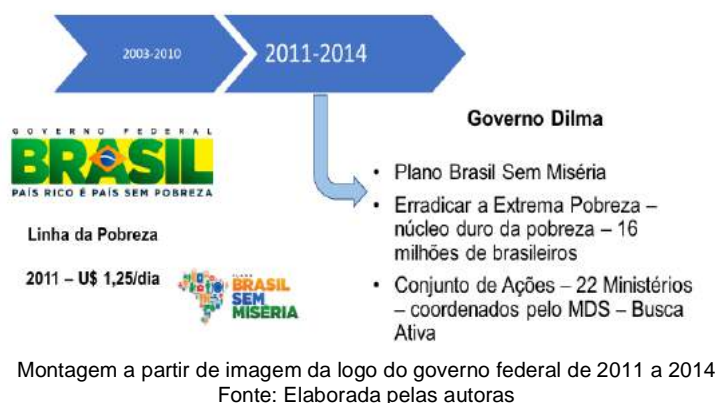 2003-2010
2011-2014
GOVERNO FEDERAL
BRASIL
PAÍS RICO É PAÍS SEM POBREZA
Linha da Pobreza
2011 – U$ 1,25/dia
PLANO
BRASIL
SEM
MISÉRIA
Governo Dilma
• Plano Brasil Sem Miséria
• Erradicar a Extrema Pobreza –
núcleo duro da pobreza – 16
milhões de brasileiros
• Conjunto de Ações – 22 Ministérios
– coordenados pelo MDS – Busca
Ativa
Montagem a partir de imagem da logo do governo federal de 2011 a 2014
Fonte: Elaborada pelas autoras